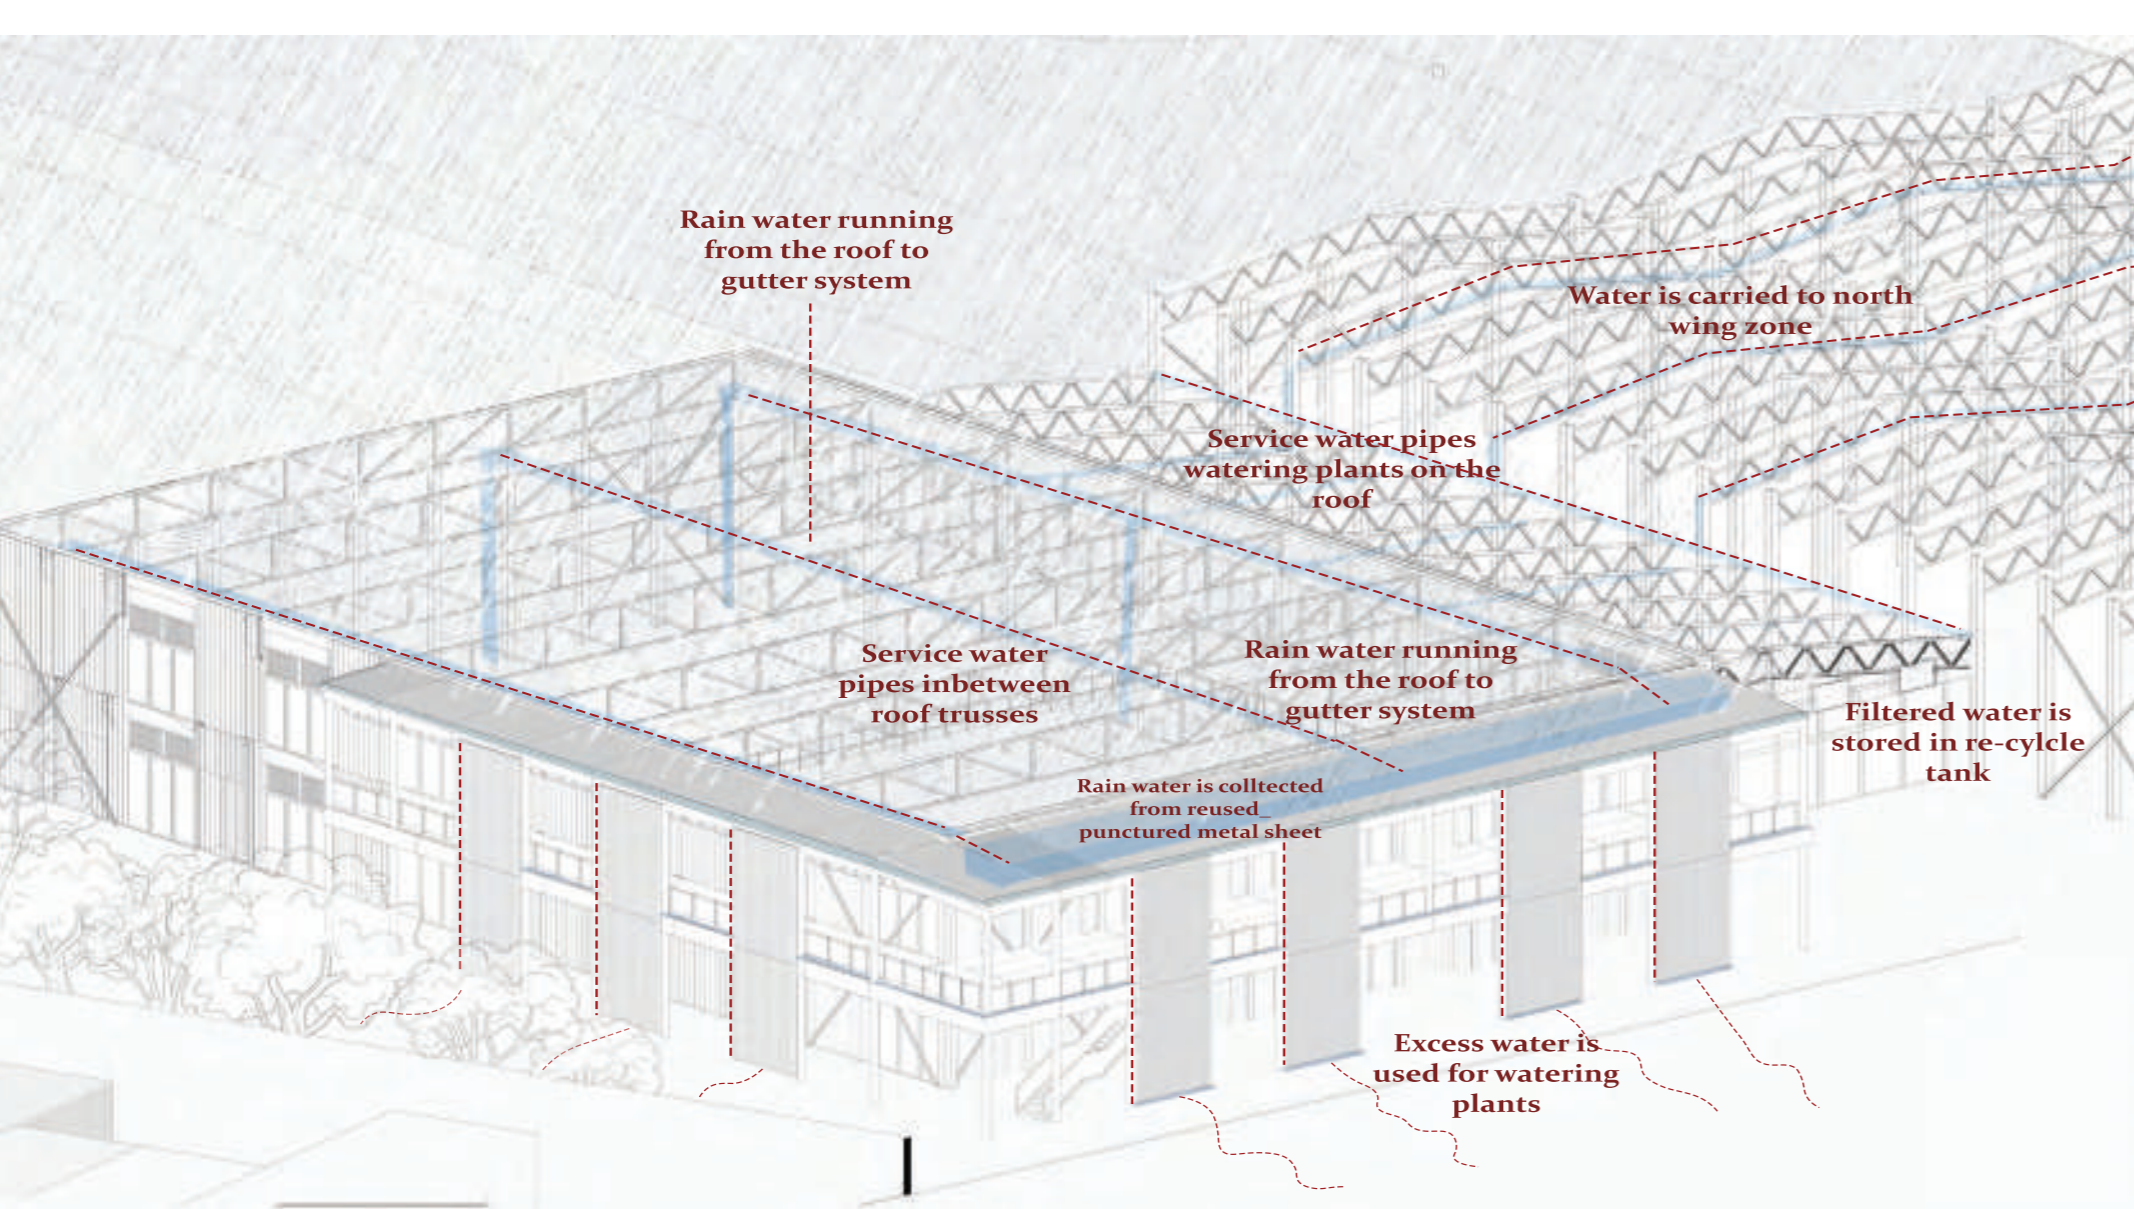 Rain water running
from the roof to
gutter system
Water is carried to north
wing zone
Service water pipes
watering plants on the
roof
Service water
pipes inbetween
roof trusses
Rain water running
from the roof to
gutter system
Filtered water is
stored in re-cylcle
tank
Rain water is colltected
from reused_
punctured metal sheet
Excess water is
used for watering
plants